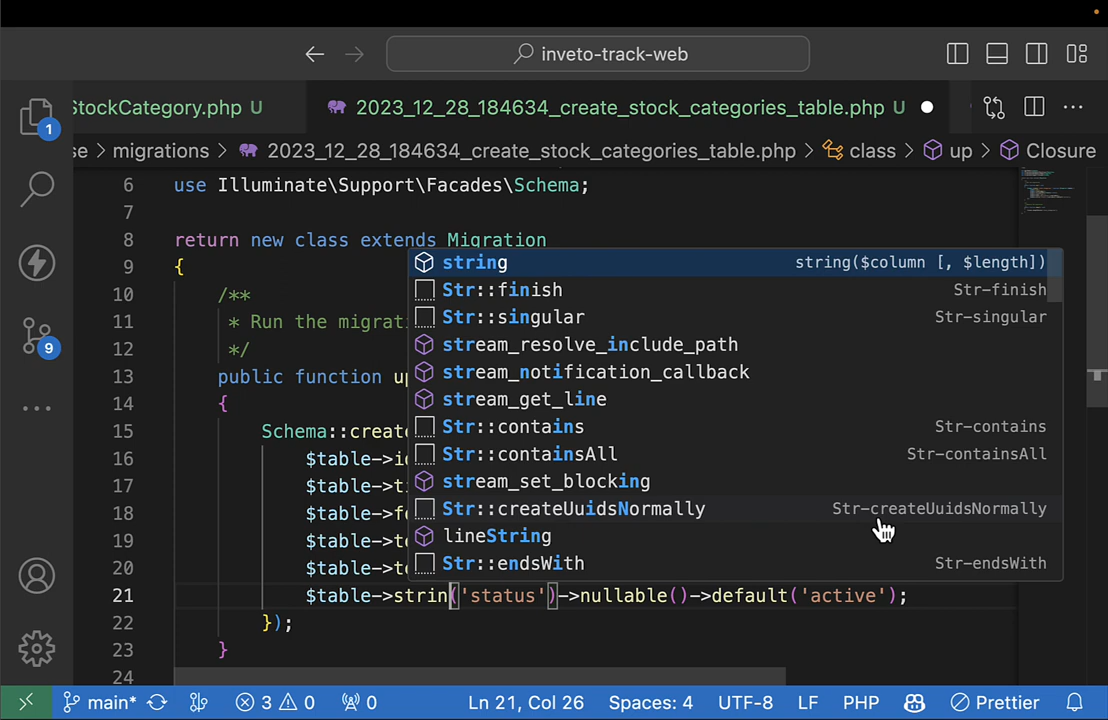 inveto-track-web
StockCategory.php U
2023_12_28_184634_create_stock_categories_table.php U
se > migrations > 2023_12_28_184634_create_stock_categories_table.php > class > up > Closure
1
9
6 use Illuminate\Support\Facades\Schema;
7
8 return new class extends Migration
9 {
10 /**
11 * Run the migrati
12 */
13 public function up
14 {
15 Schema::create
16 $table->i
17 $table->t
18 $table->f
19 $table->t
20 $table->t
21 $table->strin('status')->nullable()->default('active');
22 });
23 }
24
string string($column [, $length])
Str::finish Str-finish
Str::singular Str-singular
stream_resolve_include_path
stream_notification_callback
stream_get_line
Str::contains Str-contains
Str::containsAll Str-containsAll
stream_set_blocking
Str::createUuidsNormally Str-createUuidsNormally
lineString
Str::endsWith Str-endsWith
main* 3 0 0 Ln 21, Col 26 Spaces: 4 UTF-8 LF PHP Prettier